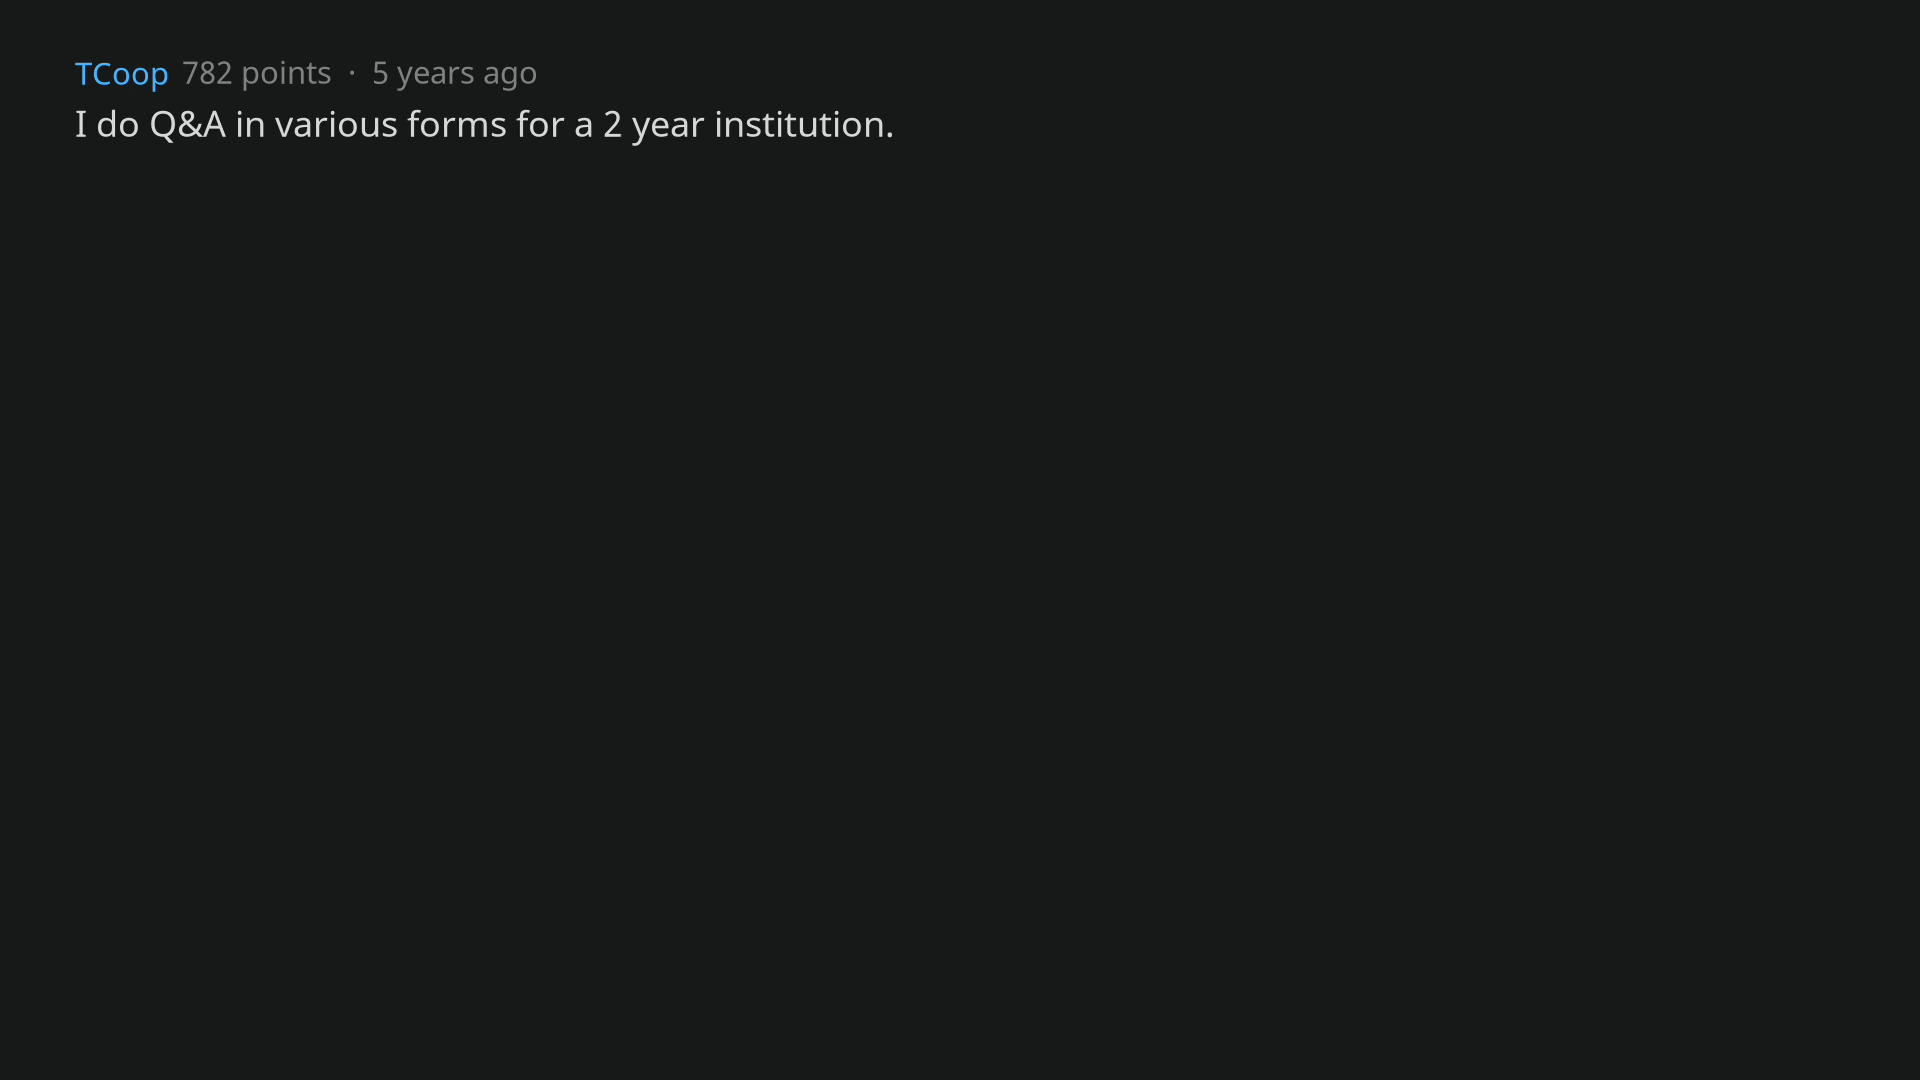 TCoop 782 points · 5 years ago
I do Q&A in various forms for a 2 year institution.